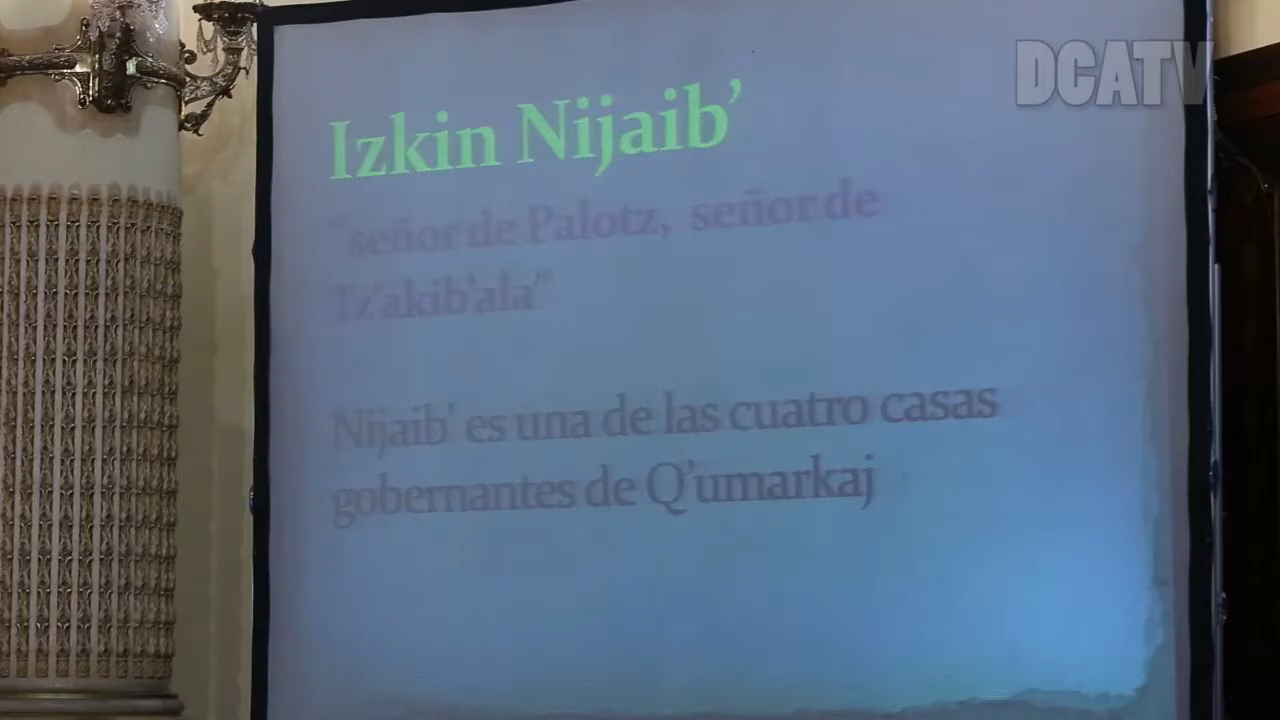 DCATV
Izkin Nijaib’
“señor de Palotz, señor de
Tz’akib’ala”
Nijaib’ es una de las cuatro casas
gobernantes de Q’umarkaj